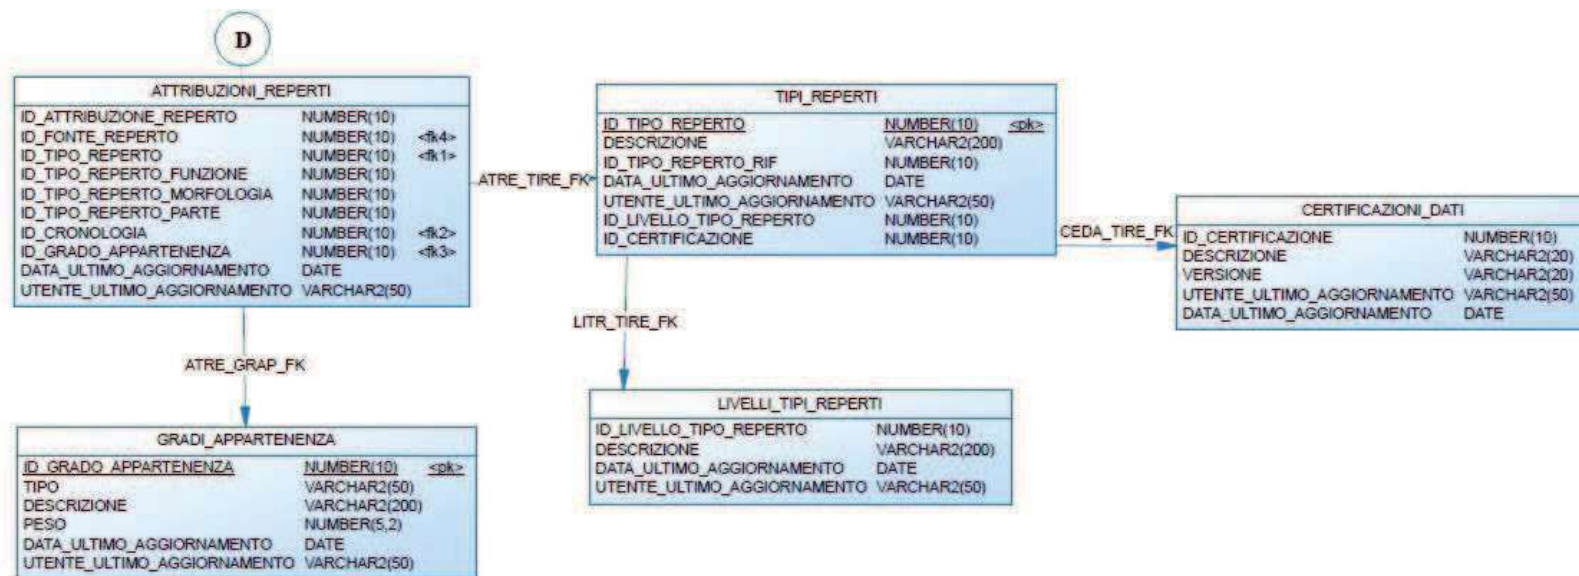 D
ATTRIBUZIONI_REPERTI
ID_ATTRIBUZIONE_REPERTO NUMBER(10)
ID_FONTE_REPERTO NUMBER(10) <fk4>
ID_TIPO_REPERTO NUMBER(10) <fk1>
ID_TIPO_REPERTO_FUNZIONE NUMBER(10)
ID_TIPO_REPERTO_MORFOLOGIA NUMBER(10)
ID_TIPO_REPERTO_PARTE NUMBER(10)
ID_CRONOLOGIA NUMBER(10) <fk2>
ID_GRADO_APPARTENENZA NUMBER(10) <fk3>
DATA_ULTIMO_AGGIORNAMENTO DATE
UTENTE_ULTIMO_AGGIORNAMENTO VARCHAR2(50)
ATRE_TIRE_FK
TIPI_REPERTI
ID_TIPO_REPERTO NUMBER(10) <pk>
DESCRIZIONE VARCHAR2(200)
ID_TIPO_REPERTO_RIF NUMBER(10)
DATA_ULTIMO_AGGIORNAMENTO DATE
UTENTE_ULTIMO_AGGIORNAMENTO VARCHAR2(50)
ID_LIVELLO_TIPO_REPERTO NUMBER(10)
ID_CERTIFICAZIONE NUMBER(10)
CEDA_TIRE_FK
CERTIFICAZIONI_DATI
ID_CERTIFICAZIONE NUMBER(10)
DESCRIZIONE VARCHAR2(20)
VERSIONE VARCHAR2(20)
UTENTE_ULTIMO_AGGIORNAMENTO VARCHAR2(50)
DATA_ULTIMO_AGGIORNAMENTO DATE
ATRE_GRAP_FK
LITR_TIRE_FK
GRADI_APPARTENENZA
ID_GRADO_APPARTENENZA NUMBER(10) <pk>
TIPO VARCHAR2(50)
DESCRIZIONE VARCHAR2(200)
PESO NUMBER(5,2)
DATA_ULTIMO_AGGIORNAMENTO DATE
UTENTE_ULTIMO_AGGIORNAMENTO VARCHAR2(50)
LIVELLI_TIPI_REPERTI
ID_LIVELLO_TIPO_REPERTO NUMBER(10)
DESCRIZIONE VARCHAR2(200)
DATA_ULTIMO_AGGIORNAMENTO DATE
UTENTE_ULTIMO_AGGIORNAMENTO VARCHAR2(50)